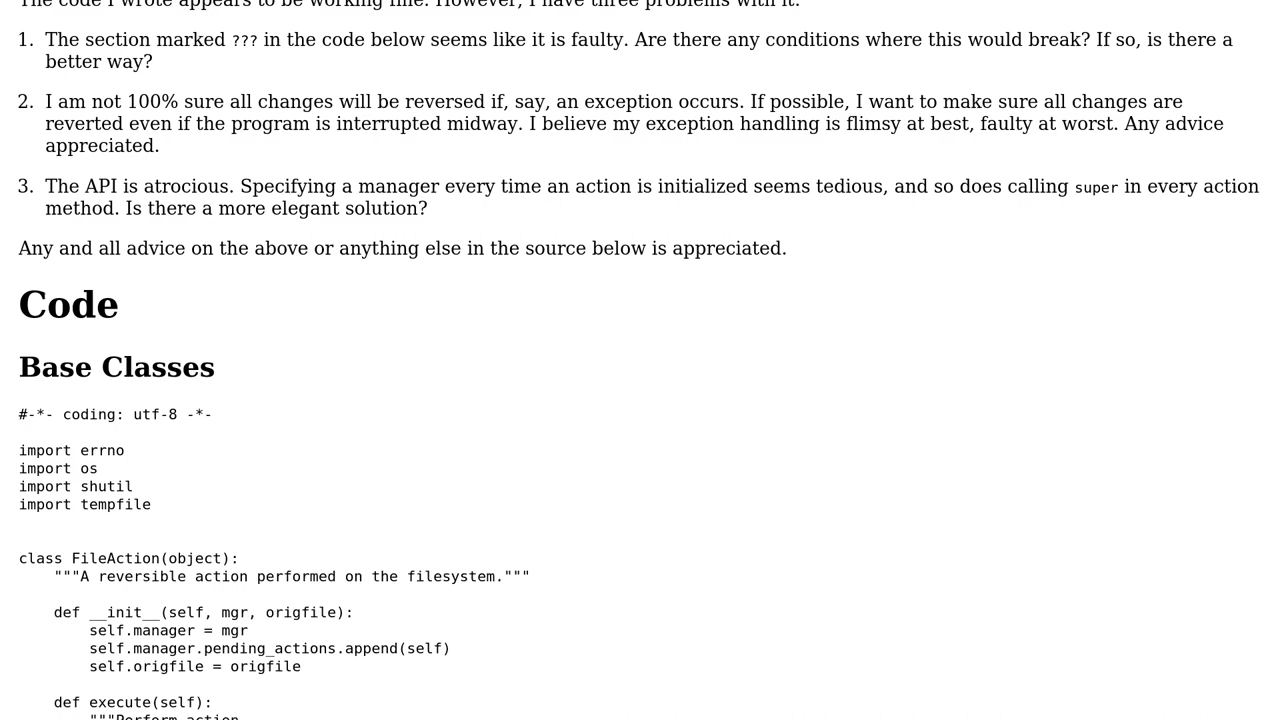 The code I wrote appears to be working fine. However, I have three problems with it.
1. The section marked ??? in the code below seems like it is faulty. Are there any conditions where this would break? If so, is there a
better way?
2. I am not 100% sure all changes will be reversed if, say, an exception occurs. If possible, I want to make sure all changes are
reverted even if the program is interrupted midway. I believe my exception handling is flimsy at best, faulty at worst. Any advice
appreciated.
3. The API is atrocious. Specifying a manager every time an action is initialized seems tedious, and so does calling super in every action
method. Is there a more elegant solution?
Any and all advice on the above or anything else in the source below is appreciated.
Code
Base Classes
#-*- coding: utf-8 -*-
import errno
import os
import shutil
import tempfile
class FileAction(object):
    """A reversible action performed on the filesystem."""
    def __init__(self, mgr, origfile):
        self.manager = mgr
        self.manager.pending_actions.append(self)
        self.origfile = origfile
    def execute(self):
        """Perform action